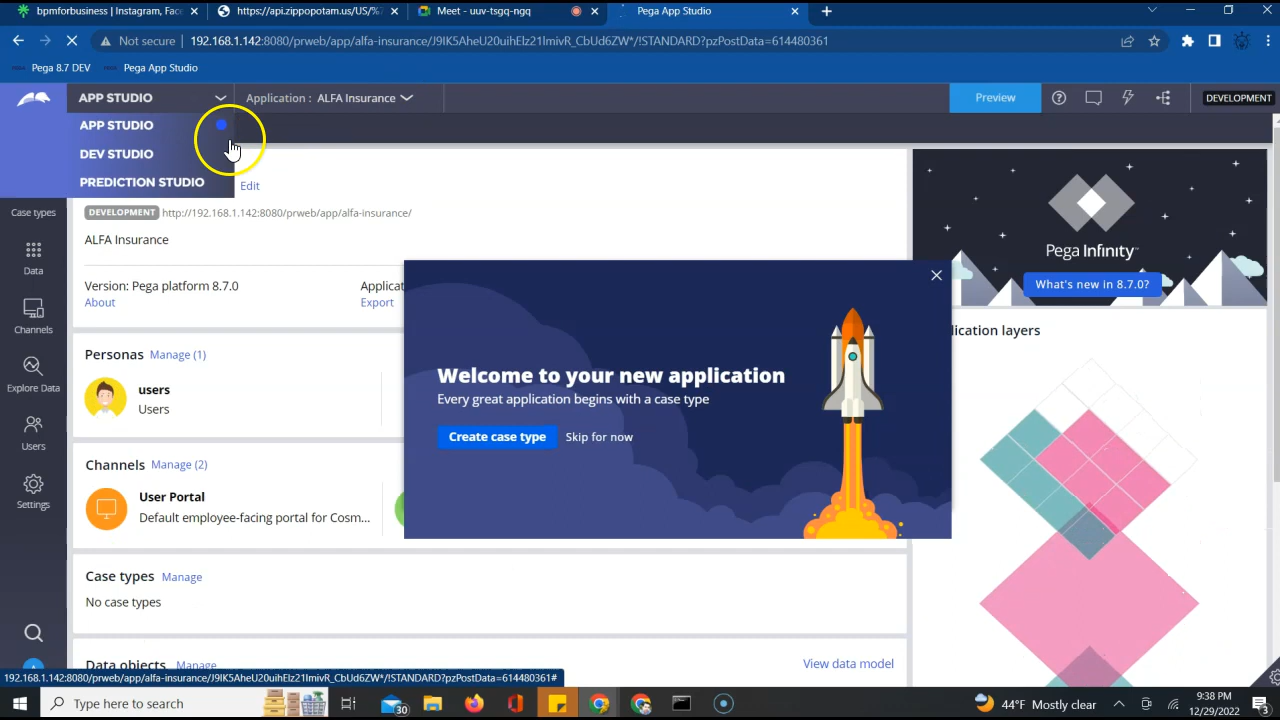 bpmforbusiness | Instagram, Fac
https://api.zippopotam.us/US/%7
Meet - uuv-tsgq-ngq
Pega App Studio
Not secure
192.168.1.142:8080/prweb/app/alfa-insurance/J9IK5AheU20uihElz21ImivR_CbUd6ZW*/!STANDARD?pzPostData=614480361
Pega 8.7 DEV
Pega App Studio
APP STUDIO
Application : ALFA Insurance
Preview
DEVELOPMENT
APP STUDIO
DEV STUDIO
PREDICTION STUDIO
Edit
Case types
DEVELOPMENT http://192.168.1.142:8080/prweb/app/alfa-insurance/
ALFA Insurance
Pega Infinity™
What's new in 8.7.0?
Data
Version: Pega platform 8.7.0
Applicat
About
Export
Channels
lication layers
Personas Manage (1)
users
Users
Explore Data
Welcome to your new application
Every great application begins with a case type
Create case type
Skip for now
Users
Channels Manage (2)
User Portal
Default employee-facing portal for Cosm...
Settings
Case types Manage
No case types
Data objects Manage
View data model
192.168.1.142:8080/prweb/app/alfa-insurance/J9IK5AheU20uihElz21ImivR_CbUd6ZW*/!STANDARD?pzPostData=614480361#
Type here to search
30
44°F Mostly clear
9:38 PM
12/29/2022
3